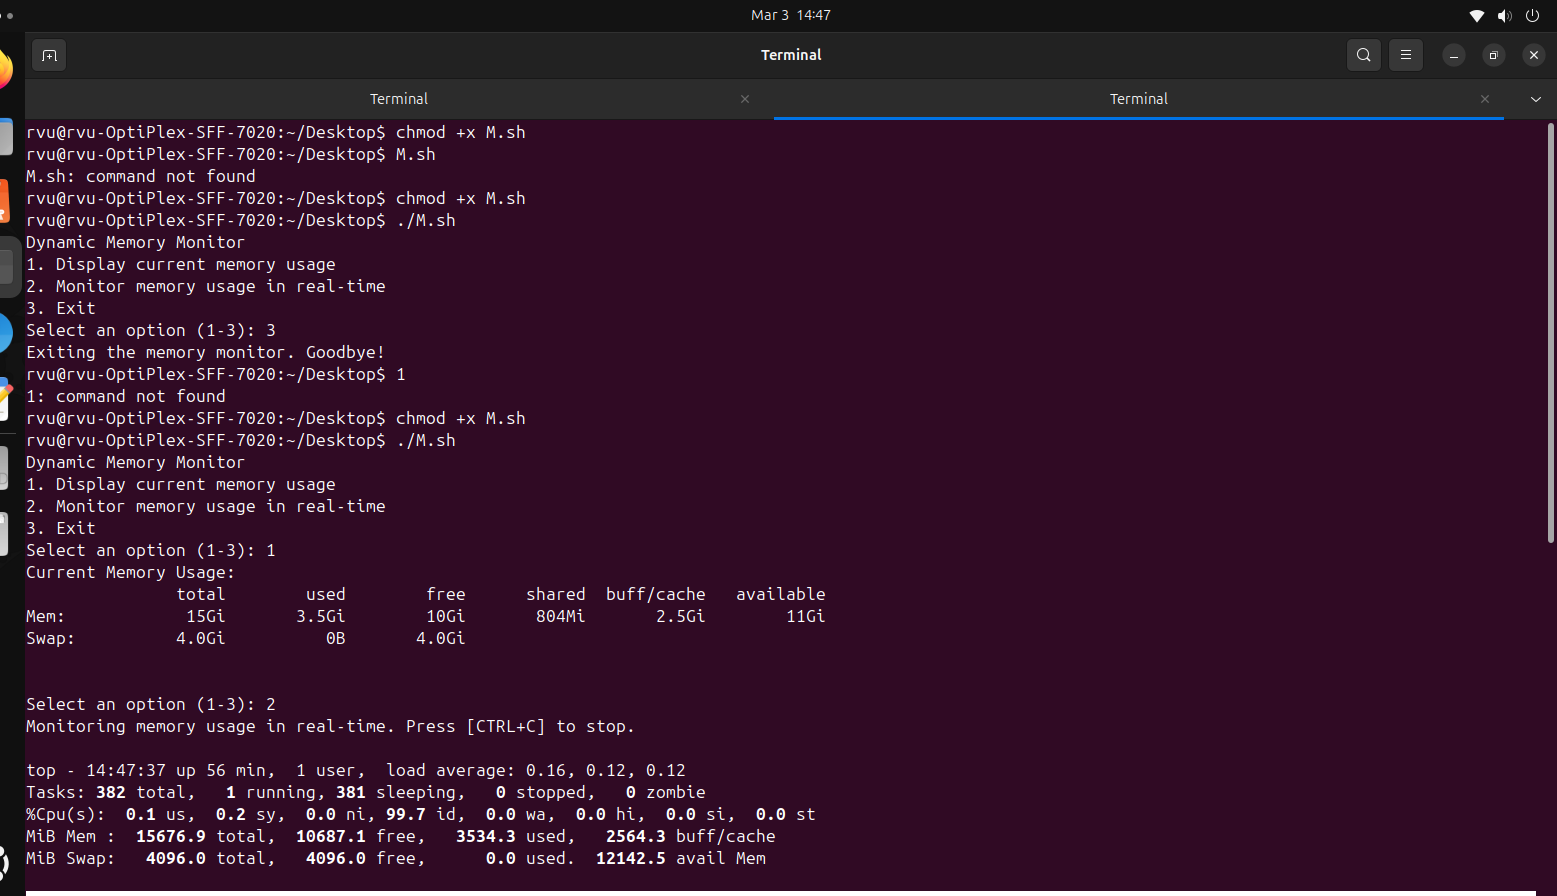 Mar 3 14:47
Terminal
Terminal
Terminal
rvu@rvu-OptiPlex-SFF-7020:~/Desktop$ chmod +x M.sh
rvu@rvu-OptiPlex-SFF-7020:~/Desktop$ M.sh
M.sh: command not found
rvu@rvu-OptiPlex-SFF-7020:~/Desktop$ chmod +x M.sh
rvu@rvu-OptiPlex-SFF-7020:~/Desktop$ ./M.sh
Dynamic Memory Monitor
1. Display current memory usage
2. Monitor memory usage in real-time
3. Exit
Select an option (1-3): 3
Exiting the memory monitor. Goodbye!
rvu@rvu-OptiPlex-SFF-7020:~/Desktop$ 1
1: command not found
rvu@rvu-OptiPlex-SFF-7020:~/Desktop$ chmod +x M.sh
rvu@rvu-OptiPlex-SFF-7020:~/Desktop$ ./M.sh
Dynamic Memory Monitor
1. Display current memory usage
2. Monitor memory usage in real-time
3. Exit
Select an option (1-3): 1
Current Memory Usage:
               total        used        free      shared  buff/cache   available
Mem:            15Gi       3.5Gi        10Gi       804Mi       2.5Gi        11Gi
Swap:          4.0Gi          0B       4.0Gi
Select an option (1-3): 2
Monitoring memory usage in real-time. Press [CTRL+C] to stop.
top - 14:47:37 up 56 min,  1 user,  load average: 0.16, 0.12, 0.12
Tasks: 382 total,   1 running, 381 sleeping,   0 stopped,   0 zombie
%Cpu(s):  0.1 us,  0.2 sy,  0.0 ni, 99.7 id,  0.0 wa,  0.0 hi,  0.0 si,  0.0 st
MiB Mem :  15676.9 total,  10687.1 free,   3534.3 used,   2564.3 buff/cache
MiB Swap:   4096.0 total,   4096.0 free,      0.0 used.  12142.5 avail Mem